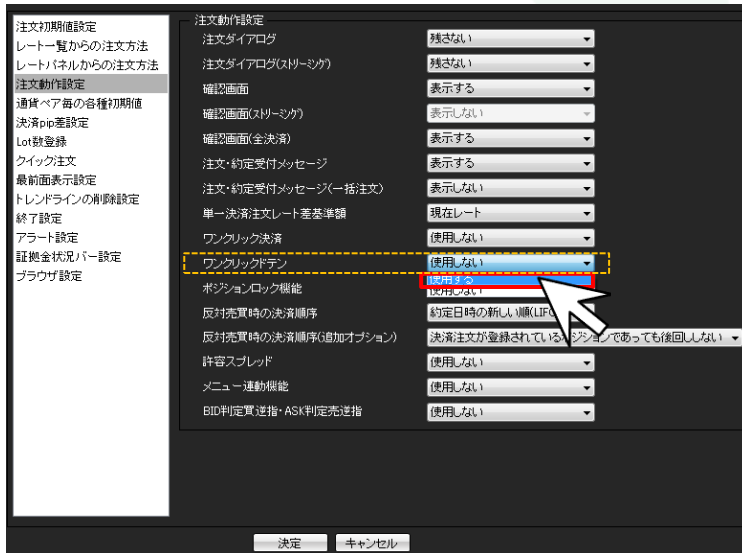 注文初期値設定
レート一覧からの注文方法
レートパネルからの注文方法
注文動作設定
通貨ペア毎の各種初期値
決済pip差設定
Lot数登録
クイック注文
最前面表示設定
トレンドラインの削除設定
終了設定
アラート設定
証拠金状況バー設定
ブラウザ設定
注文動作設定
注文ダイアログ 残さない
注文ダイアログ(ストリーミング) 残さない
確認画面 表示する
確認画面(ストリーミング) 表示しない
確認画面(全決済) 表示する
注文・約定受付メッセージ 表示する
注文・約定受付メッセージ(一括注文) 表示しない
単一決済注文レート差基準額 現在レート
ワンクリック決済 使用しない
ワンクリックドテン 使用しない
使用する
ポジションロック機能 使用しない
反対売買時の決済順序 約定日時の新しい順(LIFO
反対売買時の決済順序(追加オプション) 決済注文が登録されているポジションであっても後回ししない
許容スプレッド 使用しない
メニュー連動機能 使用しない
BID判定買逆指・ASK判定売逆指 使用しない
決定 キャンセル